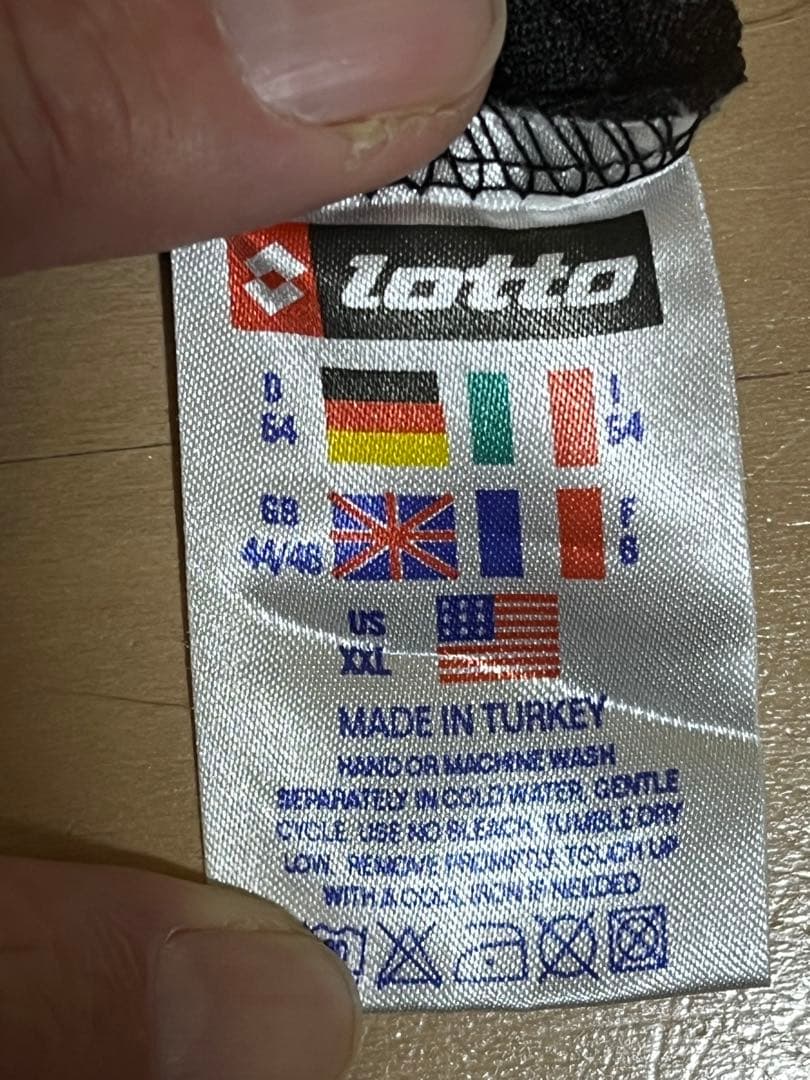 lotto
D
54
I
54
GB
44/46
F
6
US
XXL
MADE IN TURKEY
HAND OR MACHINE WASH
SEPARATELY IN COLD WATER, GENTLE
CYCLE. USE NO BLEACH, TUMBLE DRY
LOW. REMOVE PROMPTLY. TOUCH UP
WITH A COOL IRON IF NEEDED